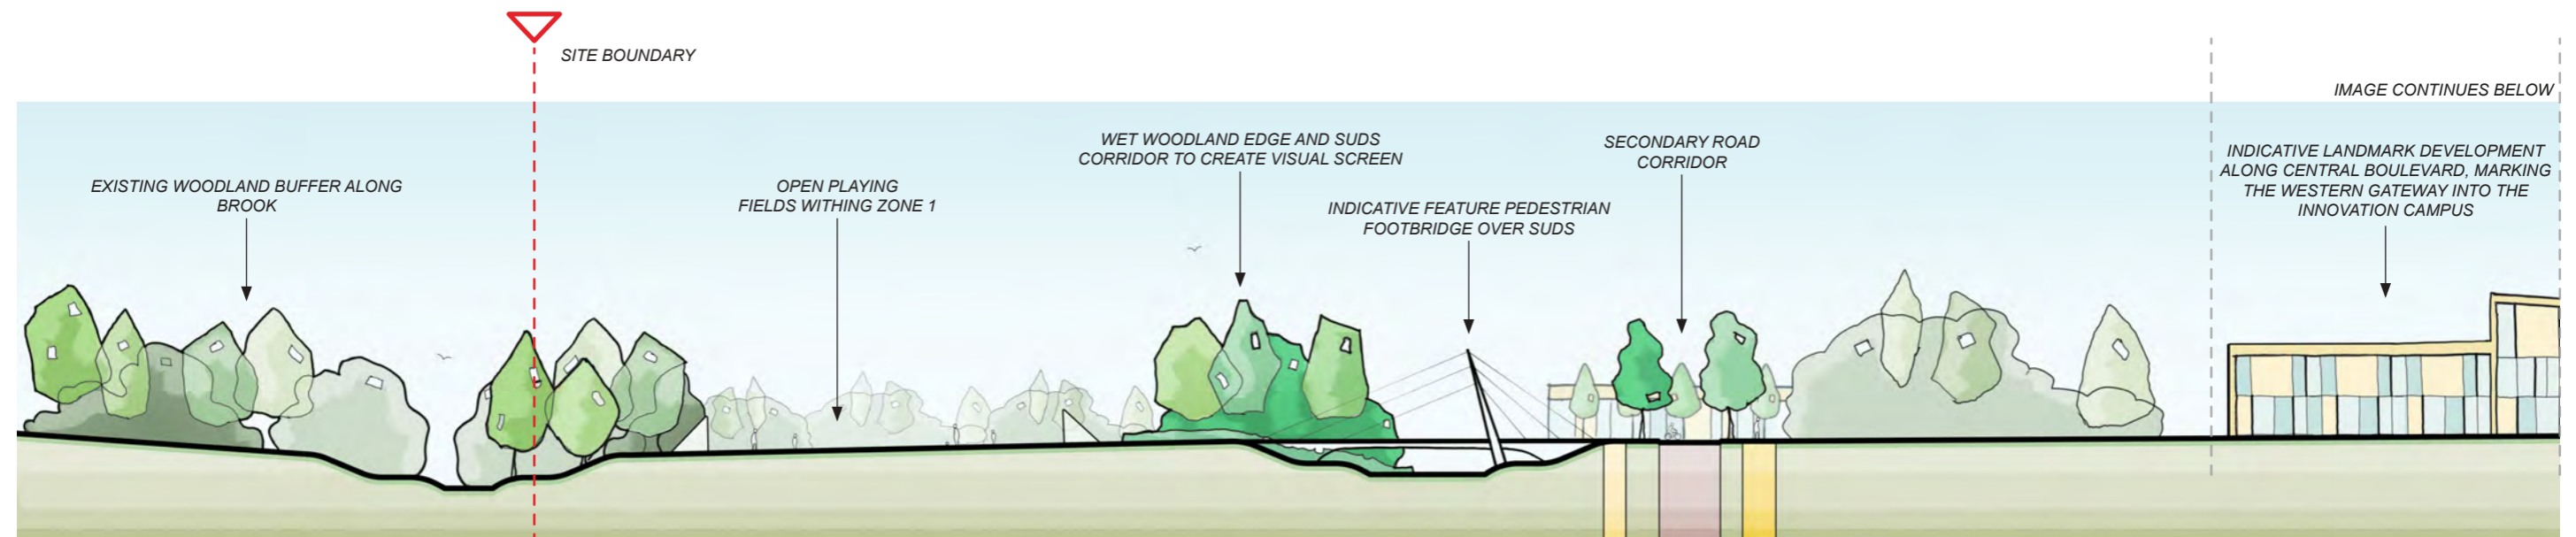 SITE BOUNDARY
IMAGE CONTINUES BELOW
EXISTING WOODLAND BUFFER ALONG
BROOK
OPEN PLAYING
FIELDS WITHING ZONE 1
WET WOODLAND EDGE AND SUDS
CORRIDOR TO CREATE VISUAL SCREEN
INDICATIVE FEATURE PEDESTRIAN
FOOTBRIDGE OVER SUDS
SECONDARY ROAD
CORRIDOR
INDICATIVE LANDMARK DEVELOPMENT
ALONG CENTRAL BOULEVARD, MARKING
THE WESTERN GATEWAY INTO THE
INNOVATION CAMPUS